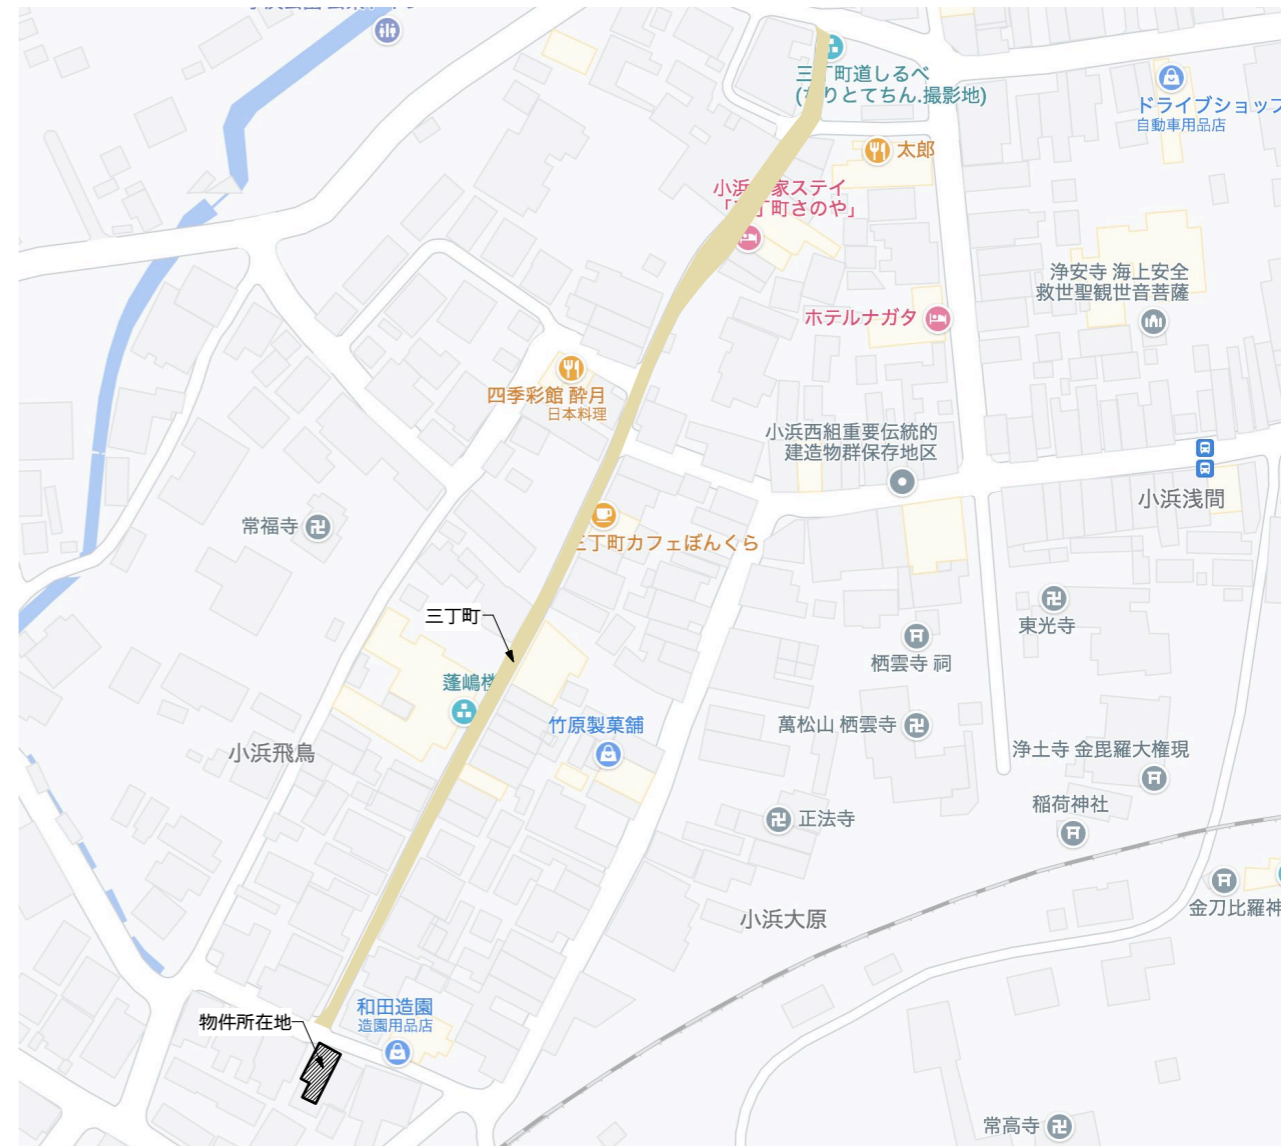 三丁町道しるべ
りとてちん.撮影地)
ドライブショップ
自動車用品店
太郎
小浜
家ステイ
町さのや」
浄安寺 海上安全
救世聖観世音菩薩
ホテルナガタ
四季彩館 酔月
日本料理
小浜西組重要伝統的
建造物群保存地区
小浜浅間
常福寺
三丁町カフェぼんくら
東光寺
三丁町
栖雲寺 祠
蓬嶋楼
竹原製菓舗
萬松山 栖雲寺
小浜飛鳥
浄土寺 金毘羅大権現
稲荷神社
正法寺
金刀比羅神
小浜大原
和田造園
造園用品店
物件所在地
常高寺